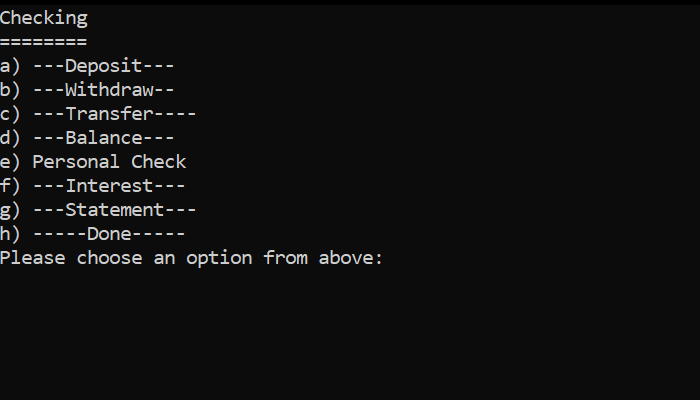 Checking
========
a) ---Deposit---
b) ---Withdraw--
c) ---Transfer----
d) ---Balance---
e) Personal Check
f) ---Interest---
g) ---Statement---
h) -----Done-----
Please choose an option from above: